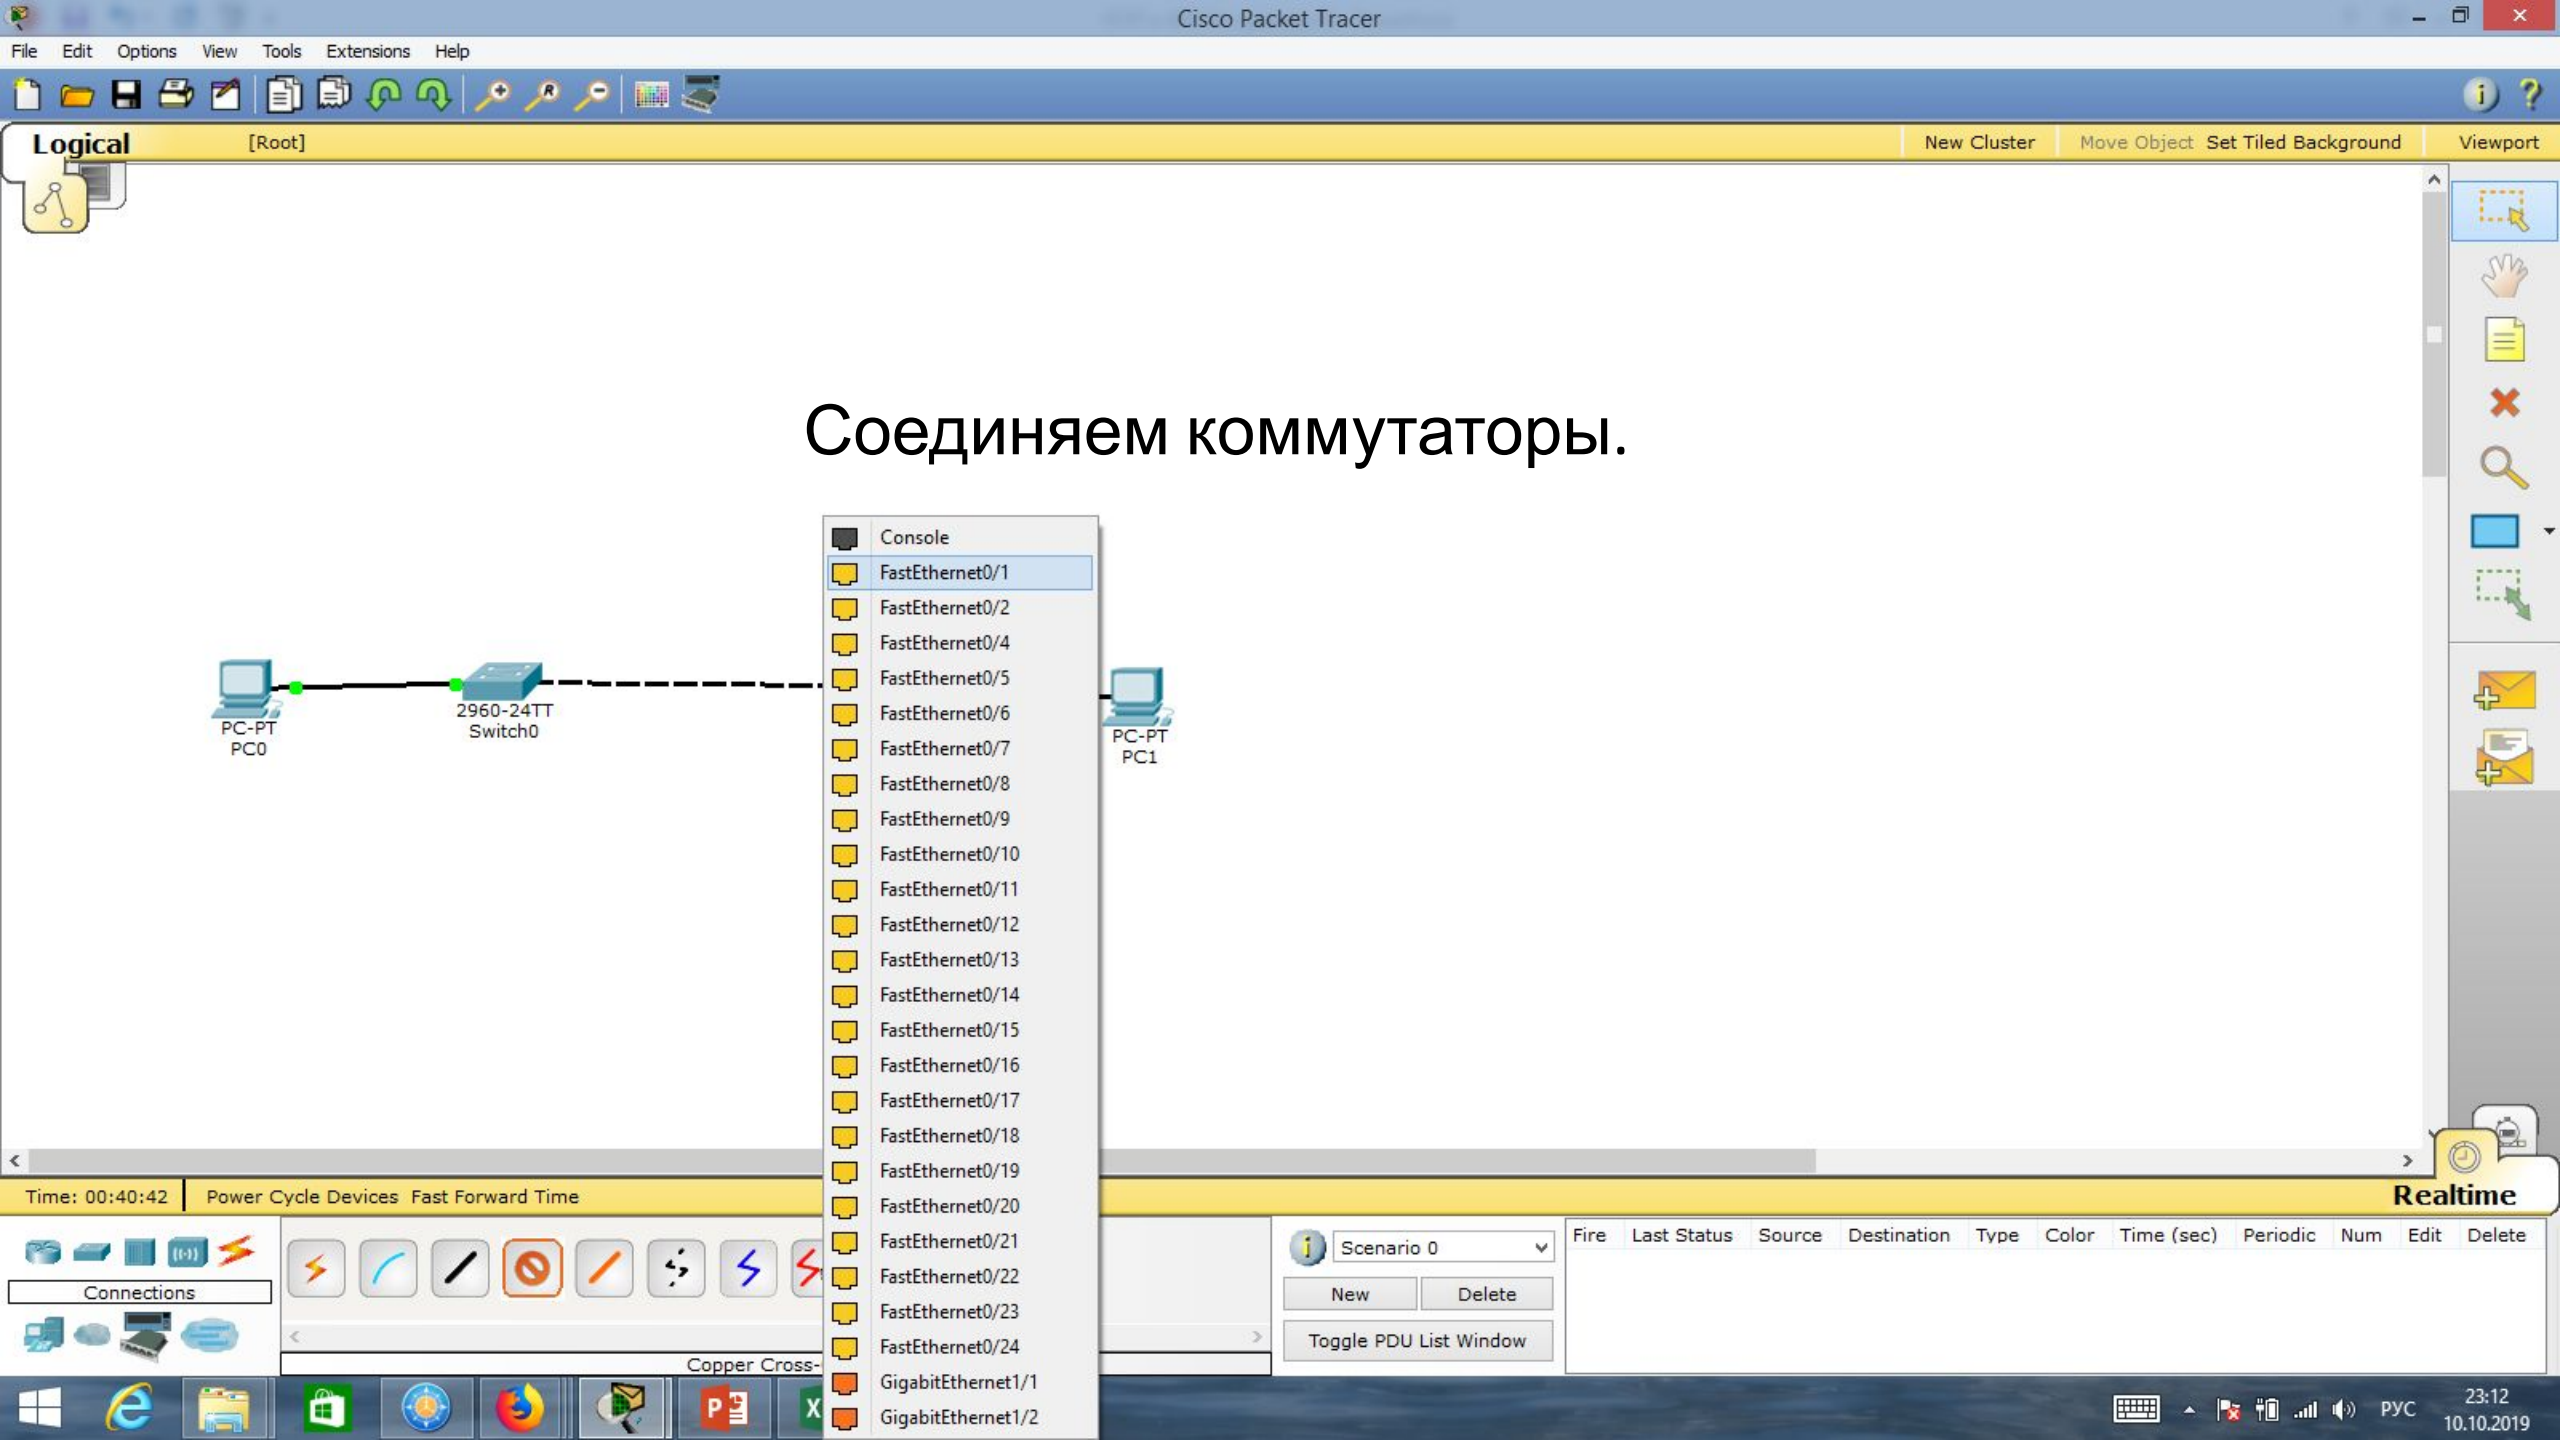 Cisco Packet Tracer
File Edit Options View Tools Extensions Help
Logical [Root] New Cluster Move Object Set Tiled Background Viewport
Соединяем коммутаторы.
Console
FastEthernet0/1
FastEthernet0/2
FastEthernet0/4
FastEthernet0/5
FastEthernet0/6
FastEthernet0/7
FastEthernet0/8
FastEthernet0/9
FastEthernet0/10
FastEthernet0/11
FastEthernet0/12
FastEthernet0/13
FastEthernet0/14
FastEthernet0/15
FastEthernet0/16
FastEthernet0/17
FastEthernet0/18
FastEthernet0/19
FastEthernet0/20
FastEthernet0/21
FastEthernet0/22
FastEthernet0/23
FastEthernet0/24
GigabitEthernet1/1
GigabitEthernet1/2
PC-PT
PC0
2960-24TT
Switch0
PC-PT
PC1
Time: 00:40:42 Power Cycle Devices Fast Forward Time
Realtime
Connections
Copper Cross-
Scenario 0
New Delete
Toggle PDU List Window
Fire Last Status Source Destination Type Color Time (sec) Periodic Num Edit Delete
РУС
23:12
10.10.2019